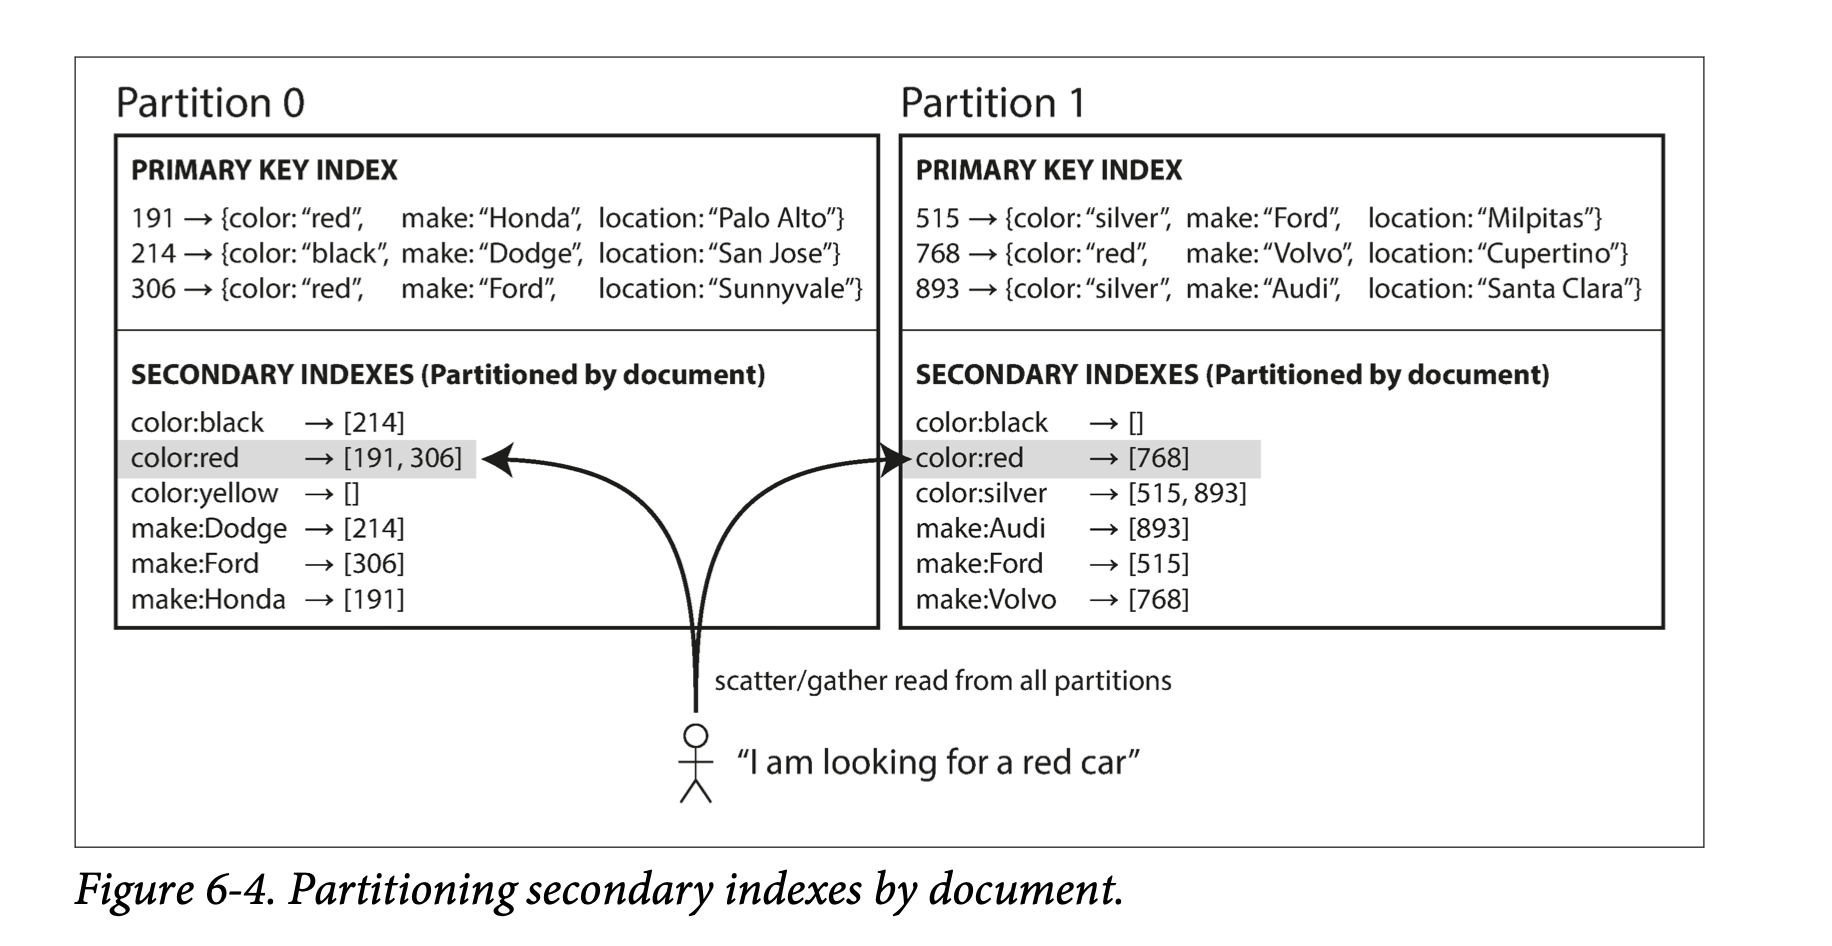 Partition 0
PRIMARY KEY INDEX
191 → {color: “red”, make: “Honda”, location: “Palo Alto”}
214 → {color: “black”, make: “Dodge”, location: “San Jose”}
306 → {color: “red”, make: “Ford”, location: “Sunnyvale”}
SECONDARY INDEXES (Partitioned by document)
color:black → [214]
color:red → [191, 306]
color:yellow → []
make:Dodge → [214]
make:Ford → [306]
make:Honda → [191]
Partition 1
PRIMARY KEY INDEX
515 → {color: “silver”, make: “Ford”, location: “Milpitas”}
768 → {color: “red”, make: “Volvo”, location: “Cupertino”}
893 → {color: “silver”, make: “Audi”, location: “Santa Clara”}
SECONDARY INDEXES (Partitioned by document)
color:black → []
color:red → [768]
color:silver → [515, 893]
make:Audi → [893]
make:Ford → [515]
make:Volvo → [768]
scatter/gather read from all partitions
“I am looking for a red car”
Figure 6-4. Partitioning secondary indexes by document.